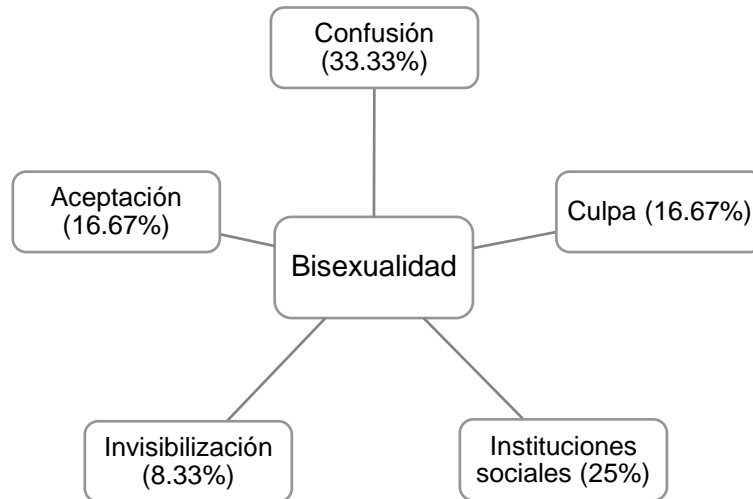 Confusión
(33.33%)
Aceptación
(16.67%)
Culpa (16.67%)
Bisexualidad
Invisibilización
(8.33%)
Instituciones
sociales (25%)